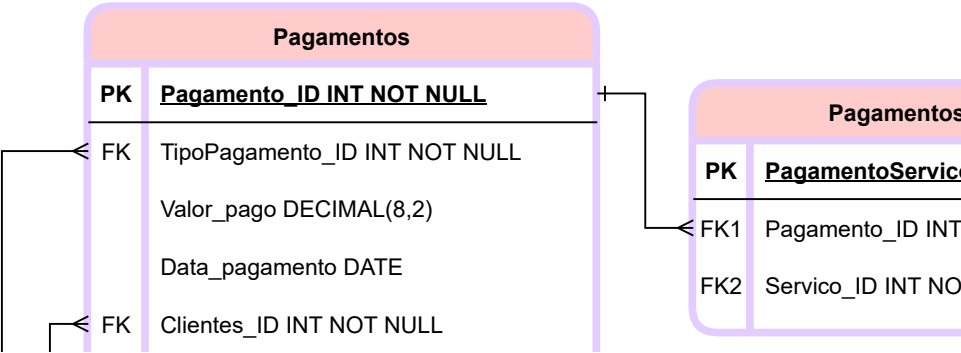 Pagamentos
PK Pagamento_ID INT NOT NULL
FK TipoPagamento_ID INT NOT NULL
Valor_pago DECIMAL(8,2)
Data_pagamento DATE
FK Clientes_ID INT NOT NULL
Pagamentos
PK PagamentoServico
FK1 Pagamento_ID INT
FK2 Servico_ID INT NO